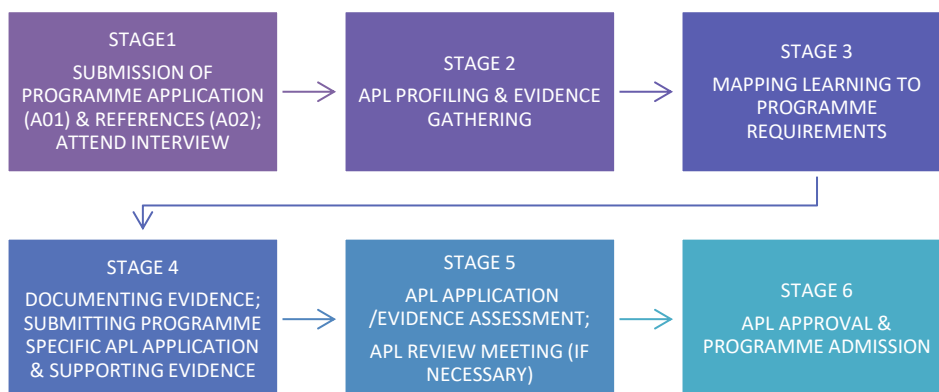 STAGE1
SUBMISSION OF
PROGRAMME APPLICATION
(A01) & REFERENCES (A02);
ATTEND INTERVIEW
STAGE 2
APL PROFILING & EVIDENCE
GATHERING
STAGE 3
MAPPING LEARNING TO
PROGRAMME
REQUIREMENTS
STAGE 4
DOCUMENTING EVIDENCE;
SUBMITTING PROGRAMME
SPECIFIC APL APPLICATION
& SUPPORTING EVIDENCE
STAGE 5
APL APPLICATION
/EVIDENCE ASSESSMENT;
APL REVIEW MEETING (IF
NECESSARY)
STAGE 6
APL APPROVAL &
PROGRAMME ADMISSION